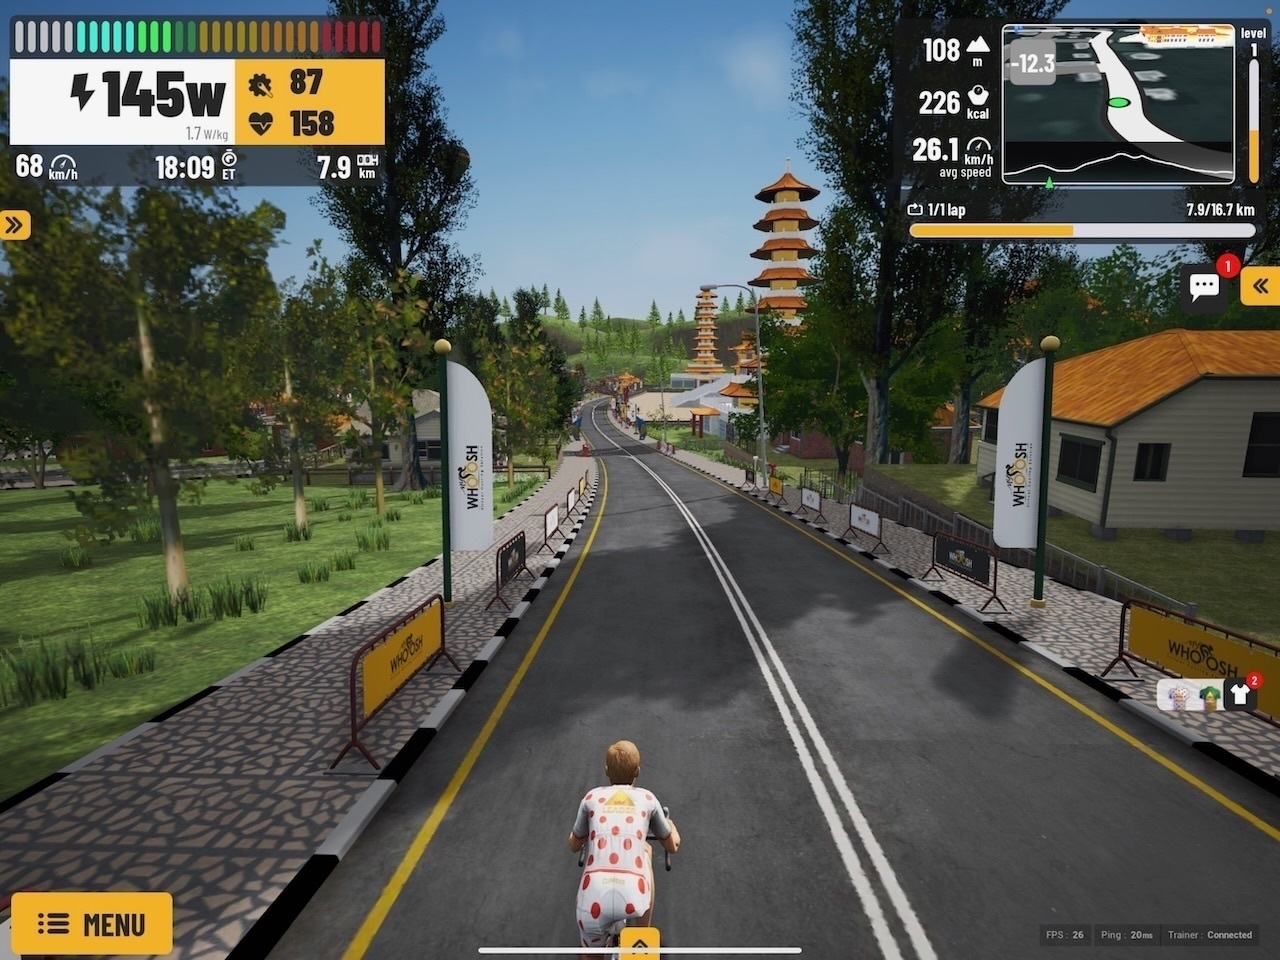 145w
1.7 W/kg
87
158
68 km/h
18:09 ET
7.9 km
108 m
226 kcal
26.1 km/h
avg speed
-12.3
level
1
1/1 lap
7.9/16.7 km
1
WHOOSH
WHOOSH
WHOOSH
WHOOSH
WHOOSH
2
LEADER
MENU
FPS : 26
Ping : 20ms
Trainer : Connected